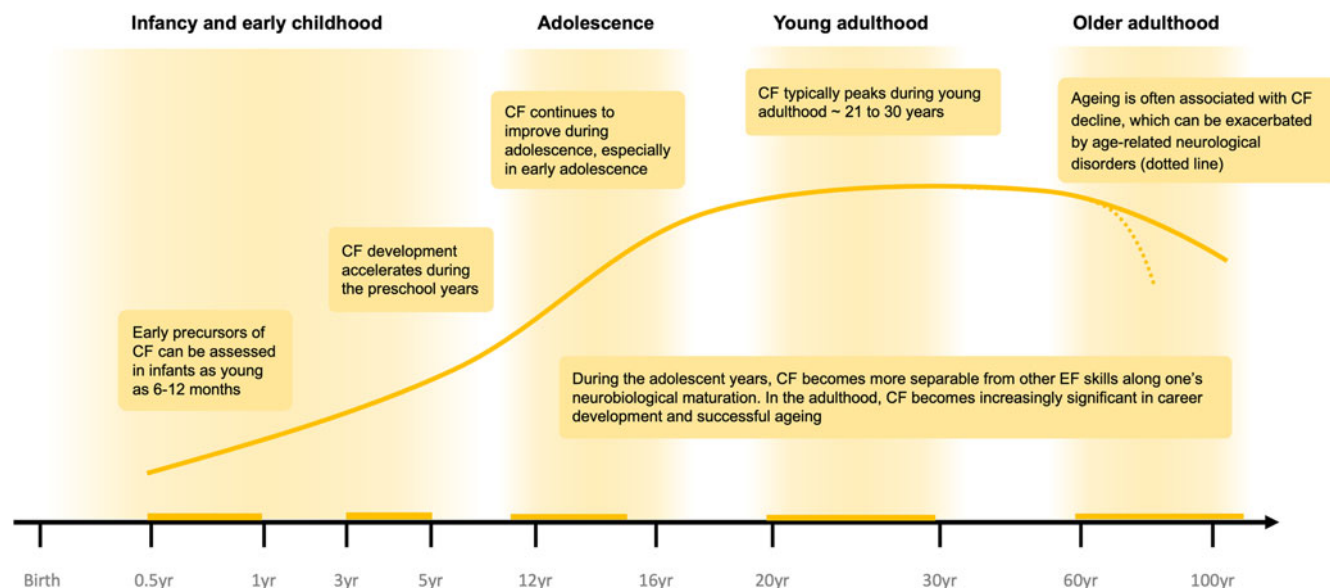 Infancy and early childhood
Adolescence
Young adulthood
Older adulthood
CF typically peaks during young
adulthood ~ 21 to 30 years
Ageing is often associated with CF
decline, which can be exacerbated
by age-related neurological
disorders (dotted line)
CF continues to
improve during
adolescence, especially
in early adolescence
CF development
accelerates during
the preschool years
Early precursors of
CF can be assessed
in infants as young
as 6-12 months
During the adolescent years, CF becomes more separable from other EF skills along one's
neurobiological maturation. In the adulthood, CF becomes increasingly significant in career
development and successful ageing
Birth
0.5yr
1yr
3yr
5yr
12yr
16yr
20yr
30yr
60yr
100yr